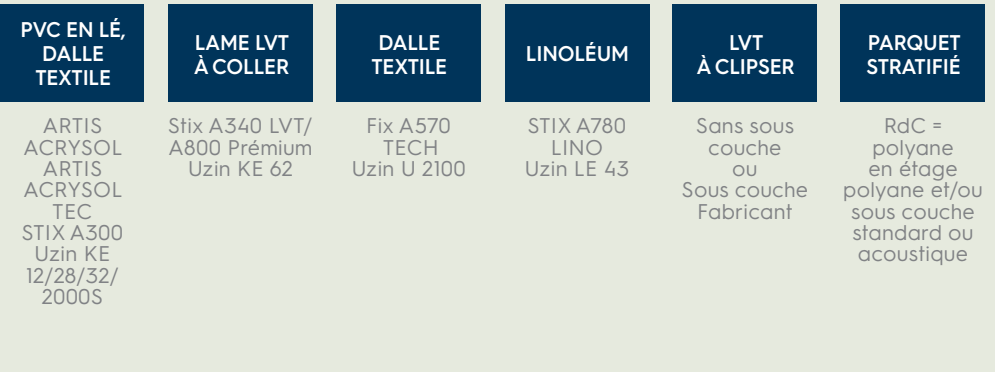 PVC EN LÉ,
DALLE
TEXTILE
ARTIS
ACRYSOL
ARTIS
ACRYSOL
TEC
STIX A300
Uzin KE
12/28/32/
2000S
LAME LVT
À COLLER
Stix A340 LVT/
A800 Prémium
Uzin KE 62
DALLE
TEXTILE
Fix A570
TECH
Uzin U 2100
LINOLÉUM
STIX A780
LINO
Uzin LE 43
LVT
À CLIPSER
Sans sous
couche
ou
Sous couche
Fabricant
PARQUET
STRATIFIÉ
RdC =
polyane
en étage
polyane et/ou
sous couche
standard ou
acoustique